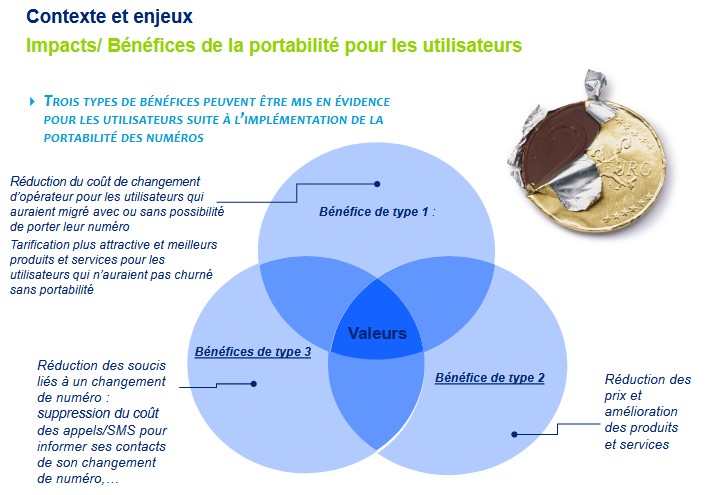 Contexte et enjeux
Impacts/ Bénéfices de la portabilité pour les utilisateurs
TROIS TYPES DE BÉNÉFICES PEUVENT ÊTRE MIS EN ÉVIDENCE
POUR LES UTILISATEURS SUITE À L'IMPLÉMENTATION DE LA
PORTABILITÉ DES NUMÉROS
Réduction du coût de changement
d'opérateur pour les utilisateurs qui
auraient migré avec ou sans possibilité
de porter leur numéro
Tarification plus attractive et meilleurs
produits et services pour les
utilisateurs qui n'auraient pas churné
sans portabilité
Bénéfice de type 1 :
EURO
Valeurs
Bénéfices de type 3
Bénéfice de type 2
Réduction des soucis
liés à un changement
de numéro :
suppression du coût
des appels/SMS pour
informer ses contacts
de son changement
de numéro,…
Réduction des
prix et
amélioration
des produits
et services